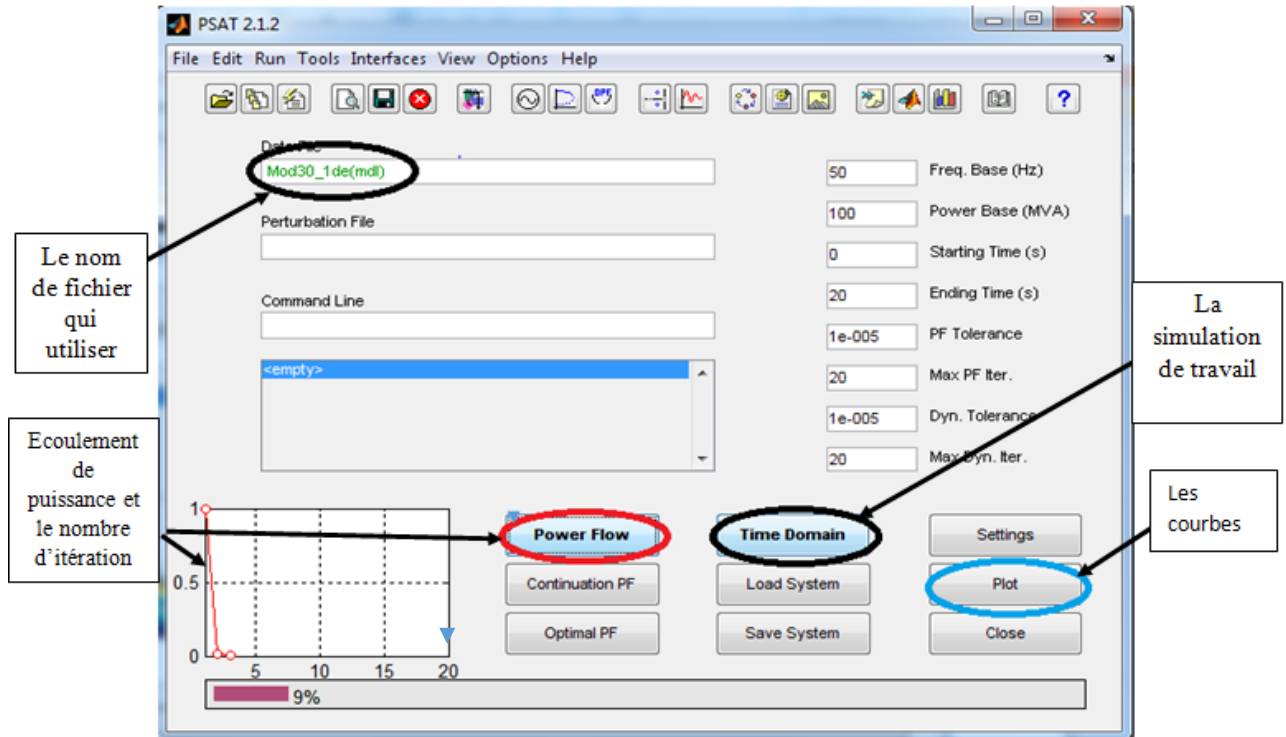 PSAT 2.1.2
File Edit Run Tools Interfaces View Options Help
OPF
?
Data File
Mod30_1de(mdl)
Perturbation File
Command Line
<empty>
50 Freq. Base (Hz)
100 Power Base (MVA)
0 Starting Time (s)
20 Ending Time (s)
1e-005 PF Tolerance
20 Max PF Iter.
1e-005 Dyn. Tolerance
20 Max Dyn. Iter.
Le nom
de fichier
qui
utiliser
Ecoulement
de
puissance et
le nombre
d'itération
La
simulation
de travail
Les
courbes
1
0.5
0
5 10 15 20
Power Flow
Time Domain
Settings
Continuation PF
Load System
Plot
Optimal PF
Save System
Close
9%